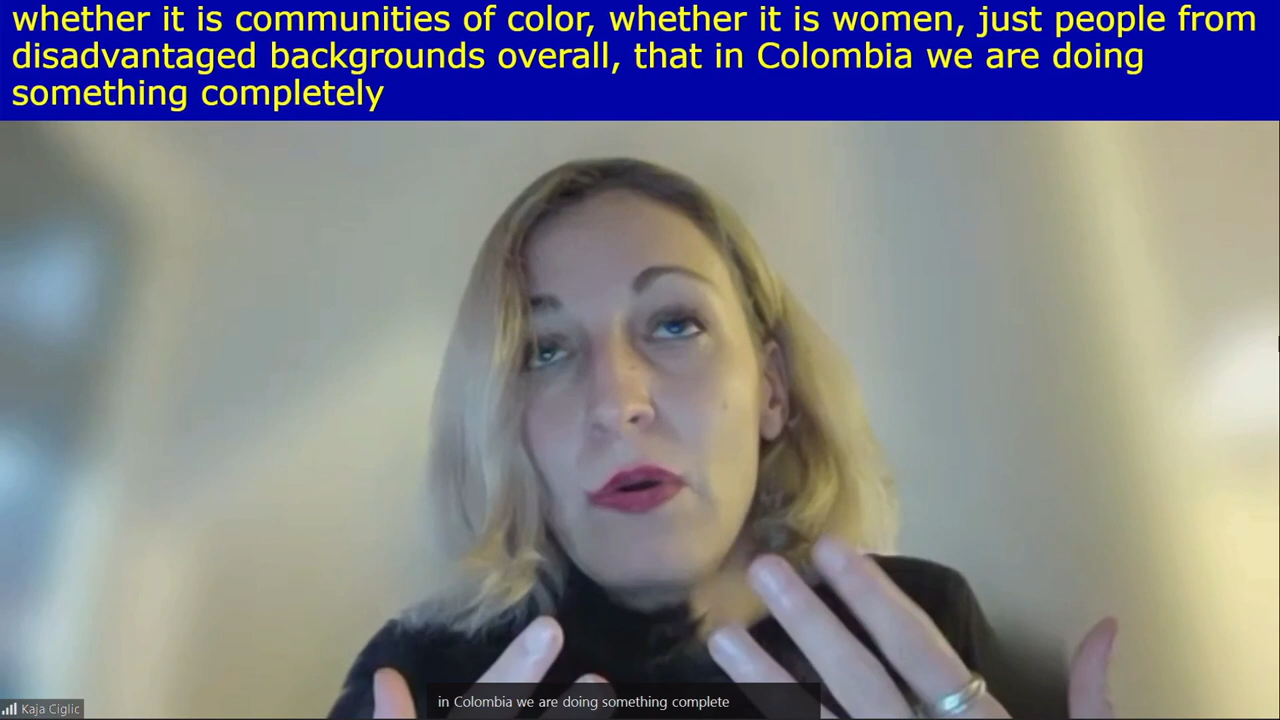 whether it is communities of color, whether it is women, just people from
disadvantaged backgrounds overall, that in Colombia we are doing
something completely
in Colombia we are doing something complete
Kaja Ciglic